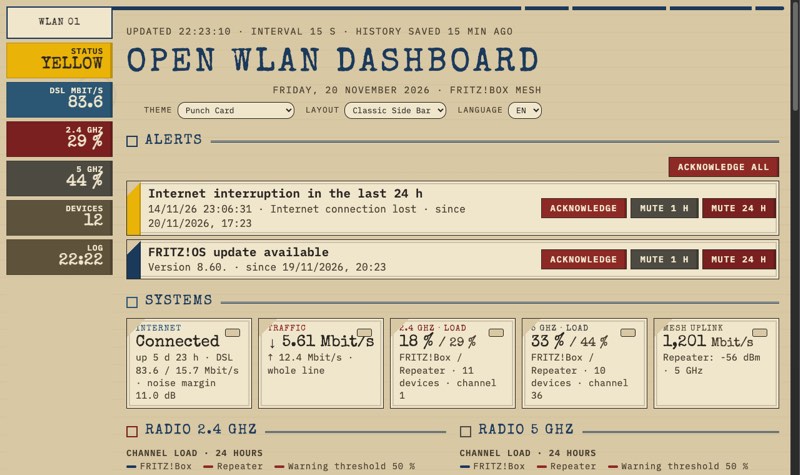 WLAN 01
STATUS
YELLOW
DSL MBIT/S
83.6
2.4 GHZ
29 %
5 GHZ
44 %
DEVICES
12
LOG
22:22
UPDATED 22:23:10 · INTERVAL 15 S · HISTORY SAVED 15 MIN AGO
OPEN WLAN DASHBOARD
FRIDAY, 20 NOVEMBER 2026 · FRITZ!BOX MESH
THEME Punch Card LAYOUT Classic Side Bar LANGUAGE EN
ALERTS
ACKNOWLEDGE ALL
Internet interruption in the last 24 h
14/11/26 23:06:31 · Internet connection lost · since
20/11/2026, 17:23
ACKNOWLEDGE MUTE 1 H MUTE 24 H
FRITZ!OS update available
Version 8.60. · since 19/11/2026, 20:23
ACKNOWLEDGE MUTE 1 H MUTE 24 H
SYSTEMS
INTERNET
Connected
up 5 d 23 h · DSL
83.6 / 15.7 Mbit/s
· noise margin
11.0 dB
TRAFFIC
↓ 5.61 Mbit/s
↑ 12.4 Mbit/s ·
whole line
2.4 GHZ · LOAD
18 % / 29 %
FRITZ!Box /
Repeater · 11
devices · channel
1
5 GHZ · LOAD
33 % / 44 %
FRITZ!Box /
Repeater · 10
devices · channel
36
MESH UPLINK
1,201 Mbit/s
Repeater: -56 dBm
· 5 GHz
RADIO 2.4 GHZ
CHANNEL LOAD · 24 HOURS
FRITZ!Box Repeater Warning threshold 50 %
RADIO 5 GHZ
CHANNEL LOAD · 24 HOURS
FRITZ!Box Repeater Warning threshold 50 %